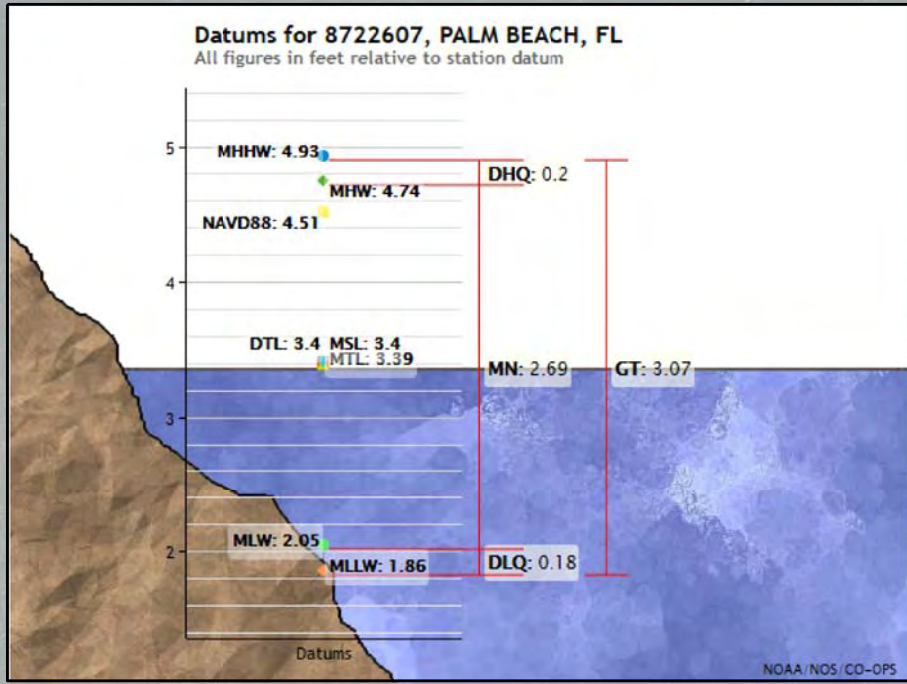 Datums for 8722607, PALM BEACH, FL
All figures in feet relative to station datum
5
MHHW: 4.93
DHQ: 0.2
MHW: 4.74
NAVD88: 4.51
4
DTL: 3.4 MSL: 3.4
MTL: 3.39
MN: 2.69
GT: 3.07
3
MLW: 2.05
2
MLLW: 1.86
DLQ: 0.18
Datums
NOAA/NOS/CO-OPS